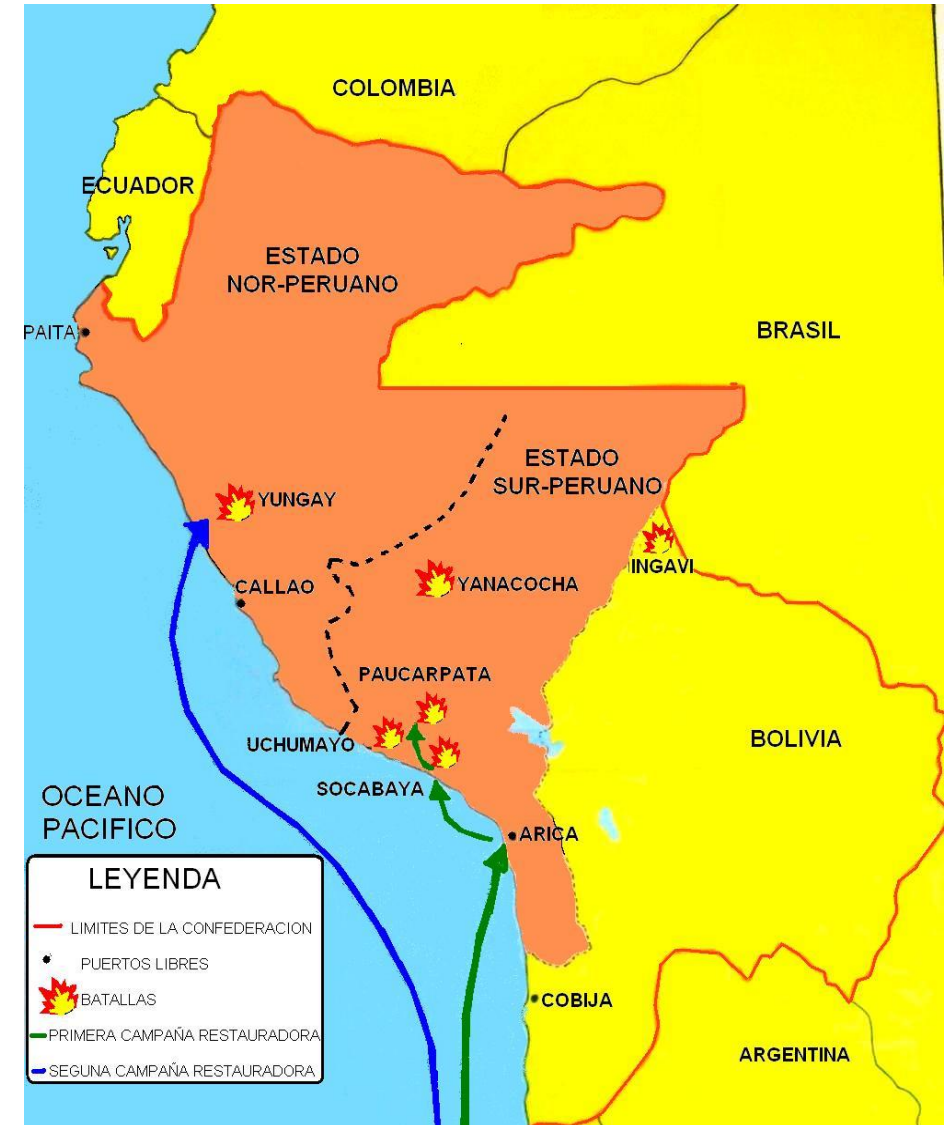 COLOMBIA
ECUADOR
ESTADO
NOR-PERUANO
PAITA
BRASIL
ESTADO
SUR-PERUANO
YUNGAY
INGAVI
CALLAO
YANACOCHA
PAUCARPATA
UCHUMAYO
BOLIVIA
SOCABAYA
OCEANO
PACIFICO
ARICA
LEYENDA
LIMITES DE LA CONFEDERACION
PUERTOS LIBRES
BATALLAS
PRIMERA CAMPAÑA RESTAURADORA
SEGUNA CAMPAÑA RESTAURADORA
COBIJA
ARGENTINA